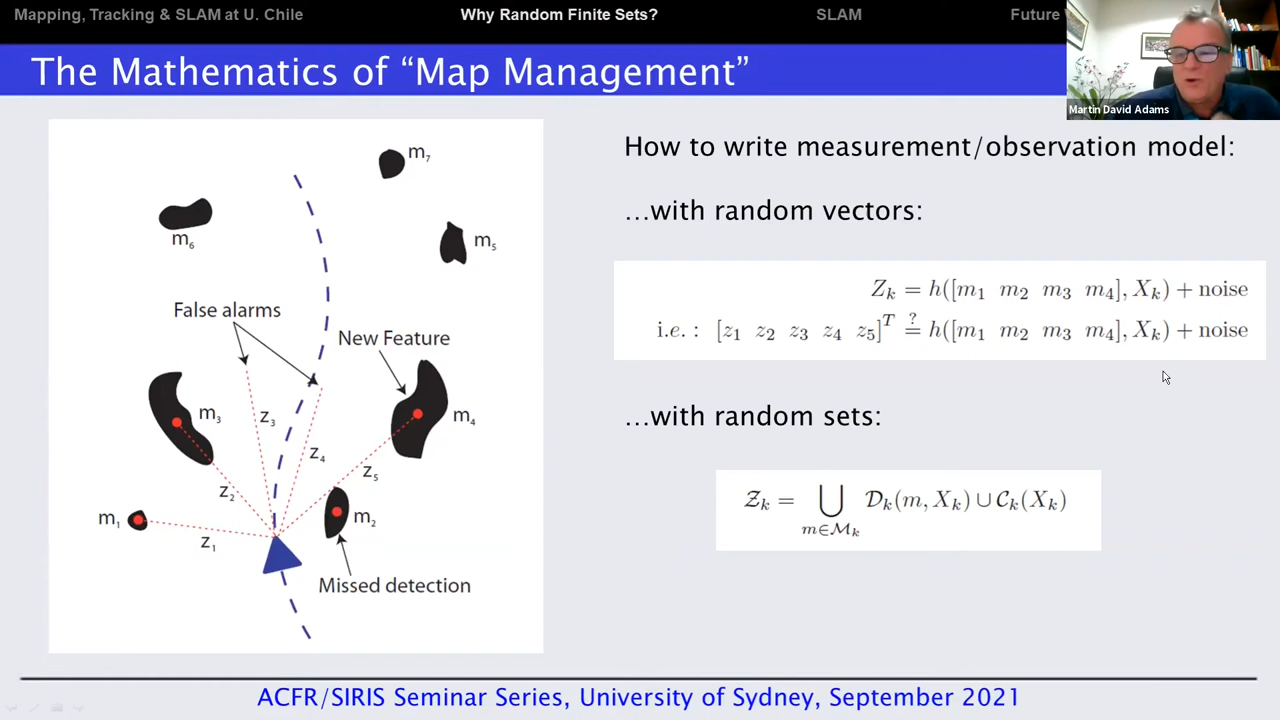 Mapping, Tracking & SLAM at U. Chile Why Random Finite Sets? SLAM Future
The Mathematics of “Map Management”
Martin David Adams
How to write measurement/observation model:
…with random vectors:
Z_k = h([m_1 m_2 m_3 m_4], X_k) + noise
i.e. : [z_1 z_2 z_3 z_4 z_5]^T ?= h([m_1 m_2 m_3 m_4], X_k) + noise
…with random sets:
𝒵_k = ⋃_{m∈ℳ_k} 𝒟_k(m, X_k) ∪ 𝒞_k(X_k)
m_7
m_6
m_5
False alarms
New Feature
m_3
z_3
m_4
z_4
z_5
z_2
m_1
m_2
z_1
Missed detection
ACFR/SIRIS Seminar Series, University of Sydney, September 2021